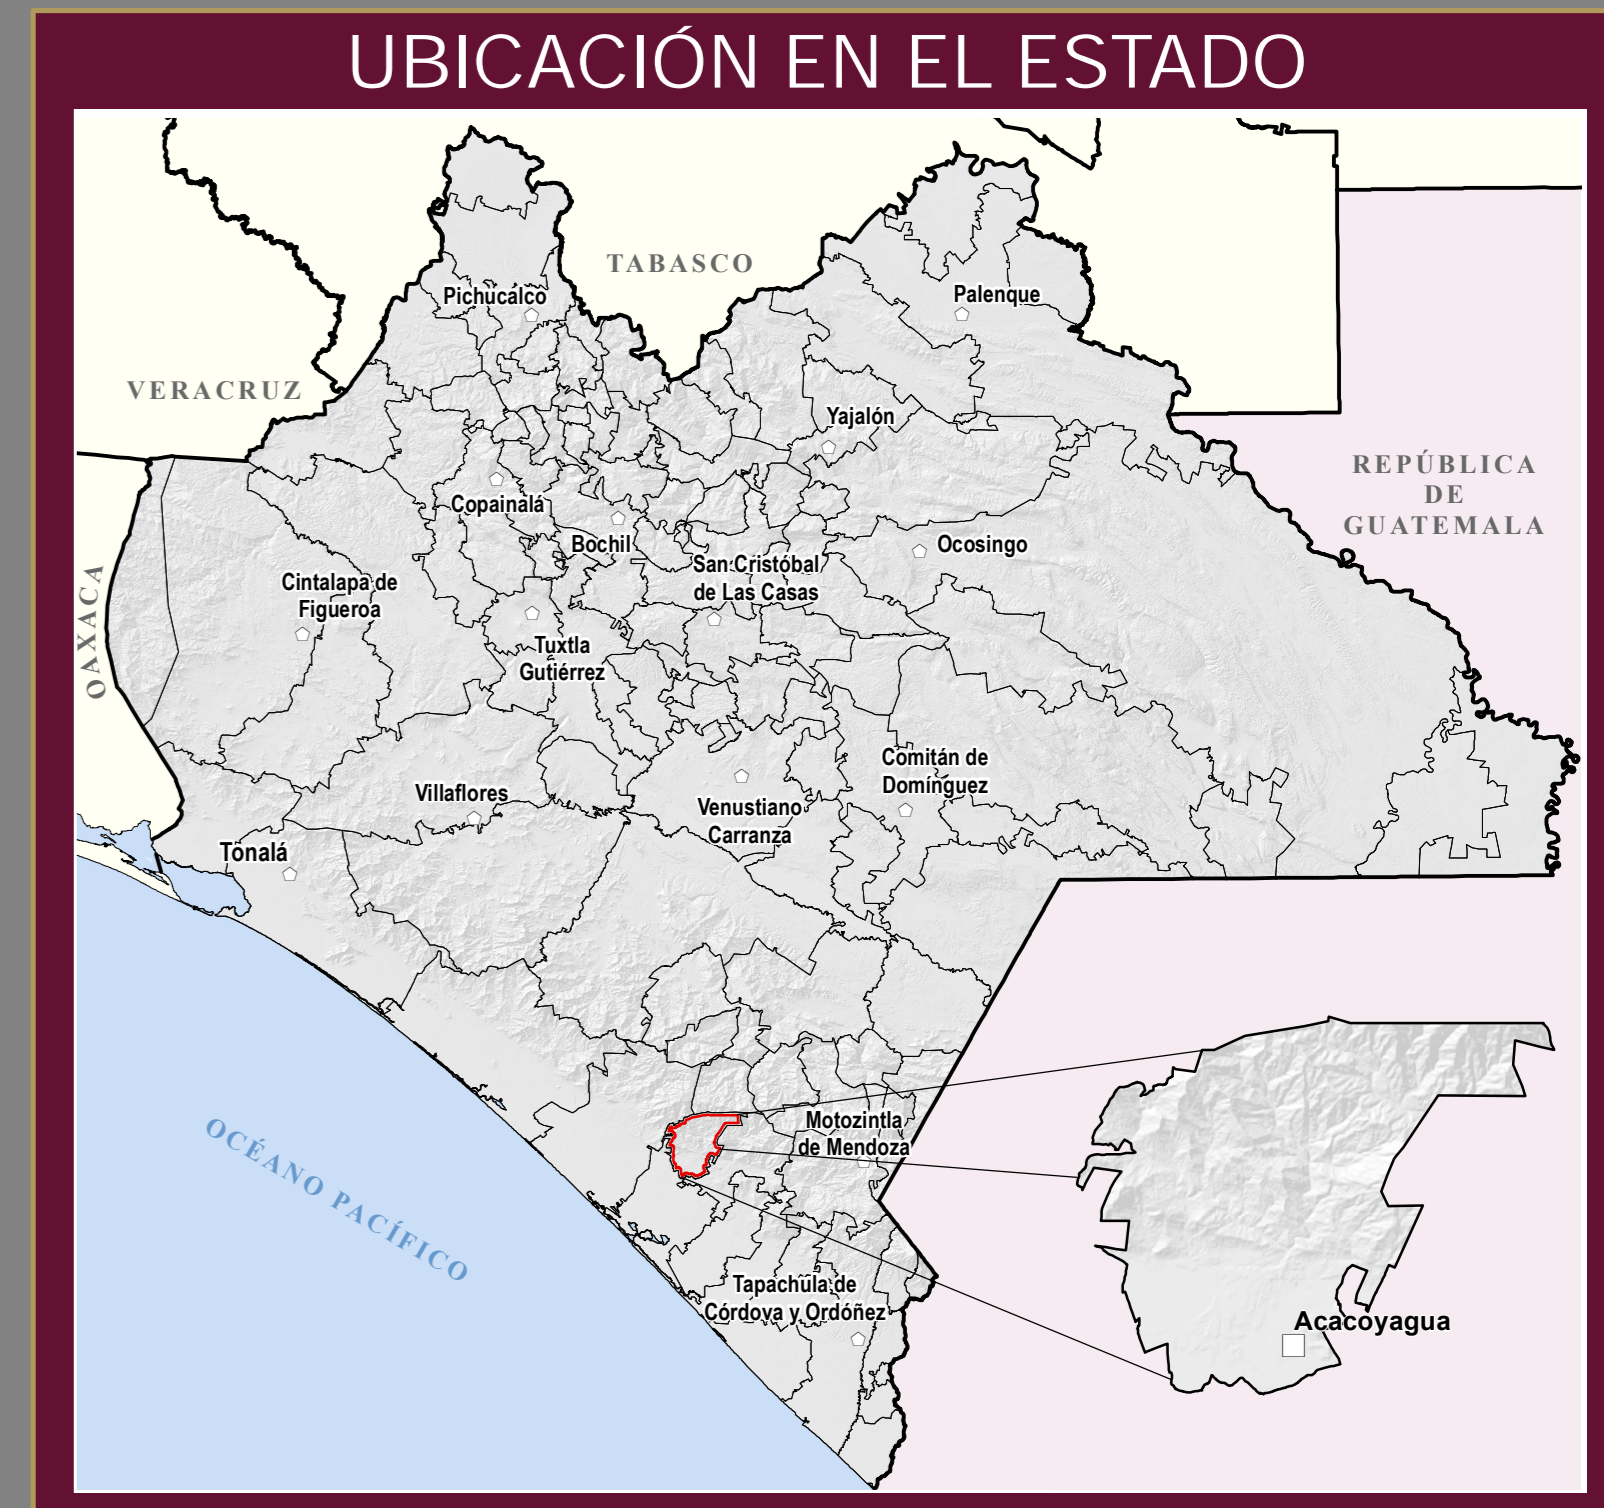 UBICACIÓN EN EL ESTADO
TABASCO
Pichucalco
Palenque
VERACRUZ
Yajalón
REPÚBLICA
DE
GUATEMALA
Copainalá
Bochil
Ocosingo
San Cristóbal
de Las Casas
OAXACA
Cintalapa de
Figueroa
Tuxtla
Gutiérrez
Comitán de
Domínguez
Villaflores
Venustiano
Carranza
Tonalá
Motozintla
de Mendoza
OCÉANO PACÍFICO
Tapachula de
Córdova y Ordóñez
Acacoyagua